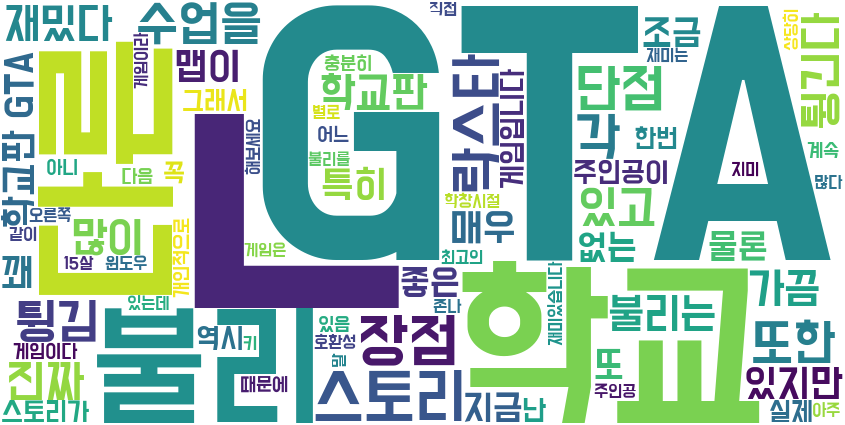 재밌다
수업을
GTA
직접
조금
재미는
상당히
튕긴다
맵이
게임이라
충분히
학교판
그래서
별로
어느
해보세요
불리를
특히
라스타
게임입니다
단점
각
한번
주인공이
계속
지미
많다
학교판 GTA
아니
다음
꼭
오른쪽
같이
많이
꽤
15살
윈도우
개인적으로
게임은
학창시절
매우
최고의
있고
없는
물론
L
좋은
재미있습니다
학교
불리는
가끔
튕김
있는데
존나
게임이다
불리
역시
키
있음
호환성
말
장점
또한
진짜
때문에
스토리
또
주인공
있지만
스토리가
지금
난
실제
아주